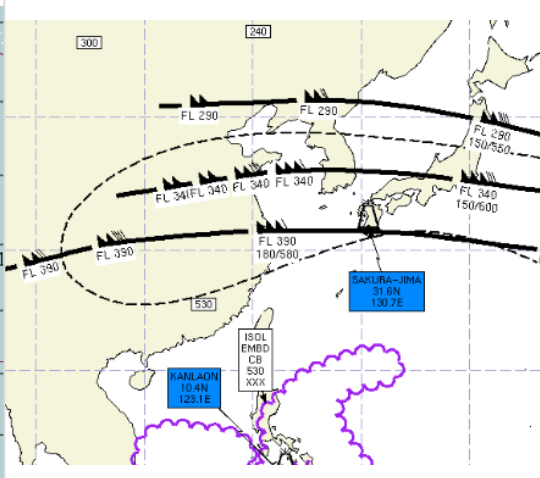 240
300
FL 290
FL 290
FL 290
150/550
FL 340
FL 340
FL 340
FL 340
FL 340
150/600
FL 390
180/580
FL 390
FL 390
SAKURA-JIMA
31.6N
130.7E
530
ISOL
EMBD
CB
530
XXX
KANLAON
10.4N
123.1E